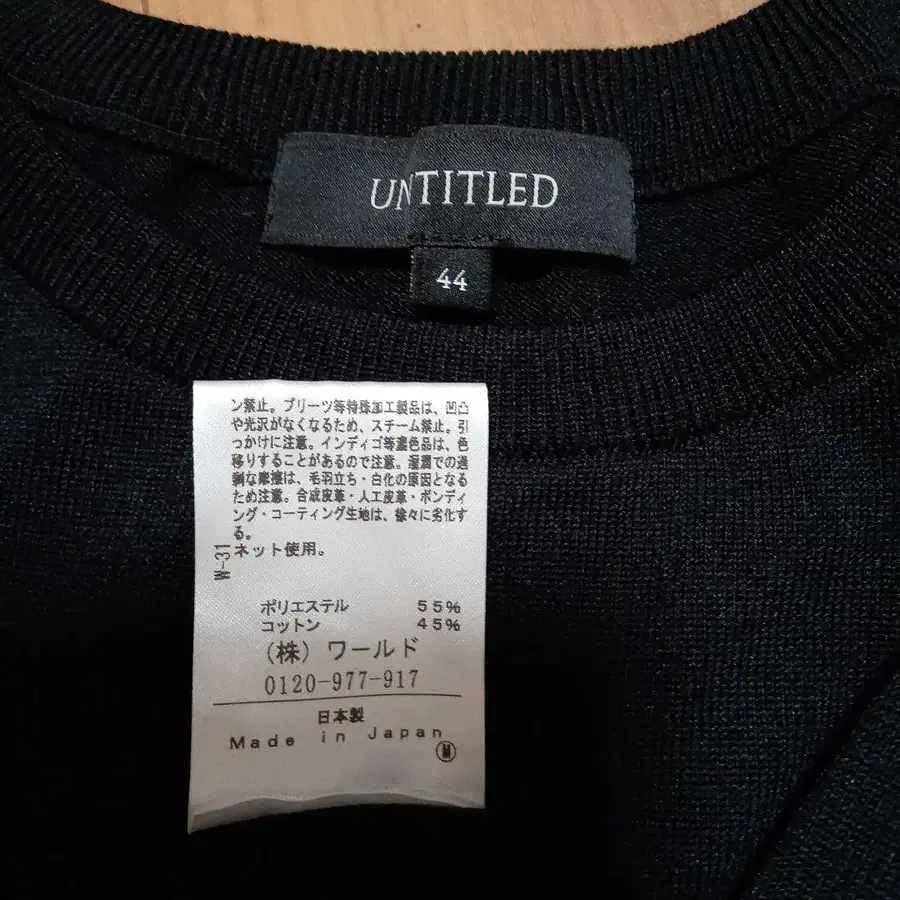 UNTITLED
44
ン禁止。プリーツ等特殊加工製品は、凹凸
や光沢がなくなるため、スチーム禁止。引
っかけに注意。インディゴ等濃色品は、色
移りすることがあるので注意。湿潤での過
剰な摩擦は、毛羽立ち・白化の原因となる
ため注意。合成皮革・人工皮革・ボンディ
ング・コーティング生地は、徐々に劣化す
る。
ネット使用。
W-31
ポリエステル 55%
コットン 45%
(株) ワールド
0120-977-917
日本製
Made in Japan
M